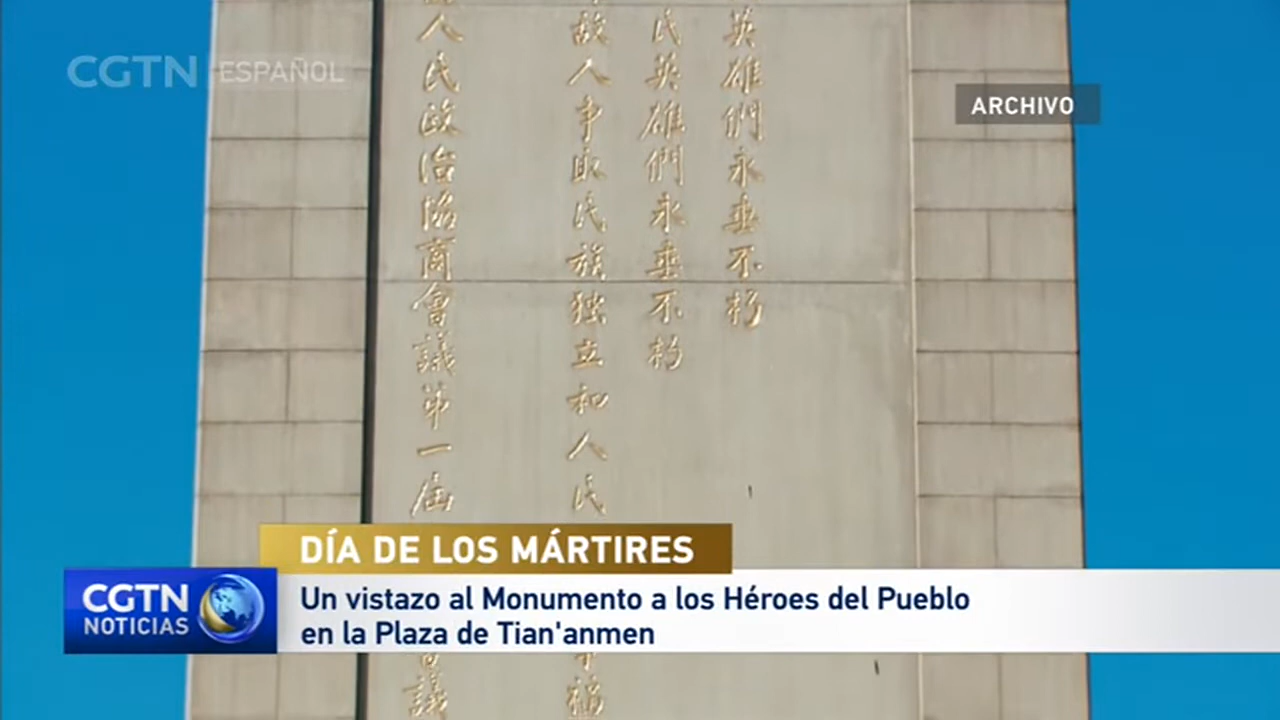 CGTN ESPAÑOL
ARCHIVO
英雄們永垂不朽
民英雄們永垂不朽
人争取民族独立和人民
福
人民政治協商會議第一届
議
DÍA DE LOS MÁRTIRES
CGTN NOTICIAS
Un vistazo al Monumento a los Héroes del Pueblo
en la Plaza de Tian'anmen